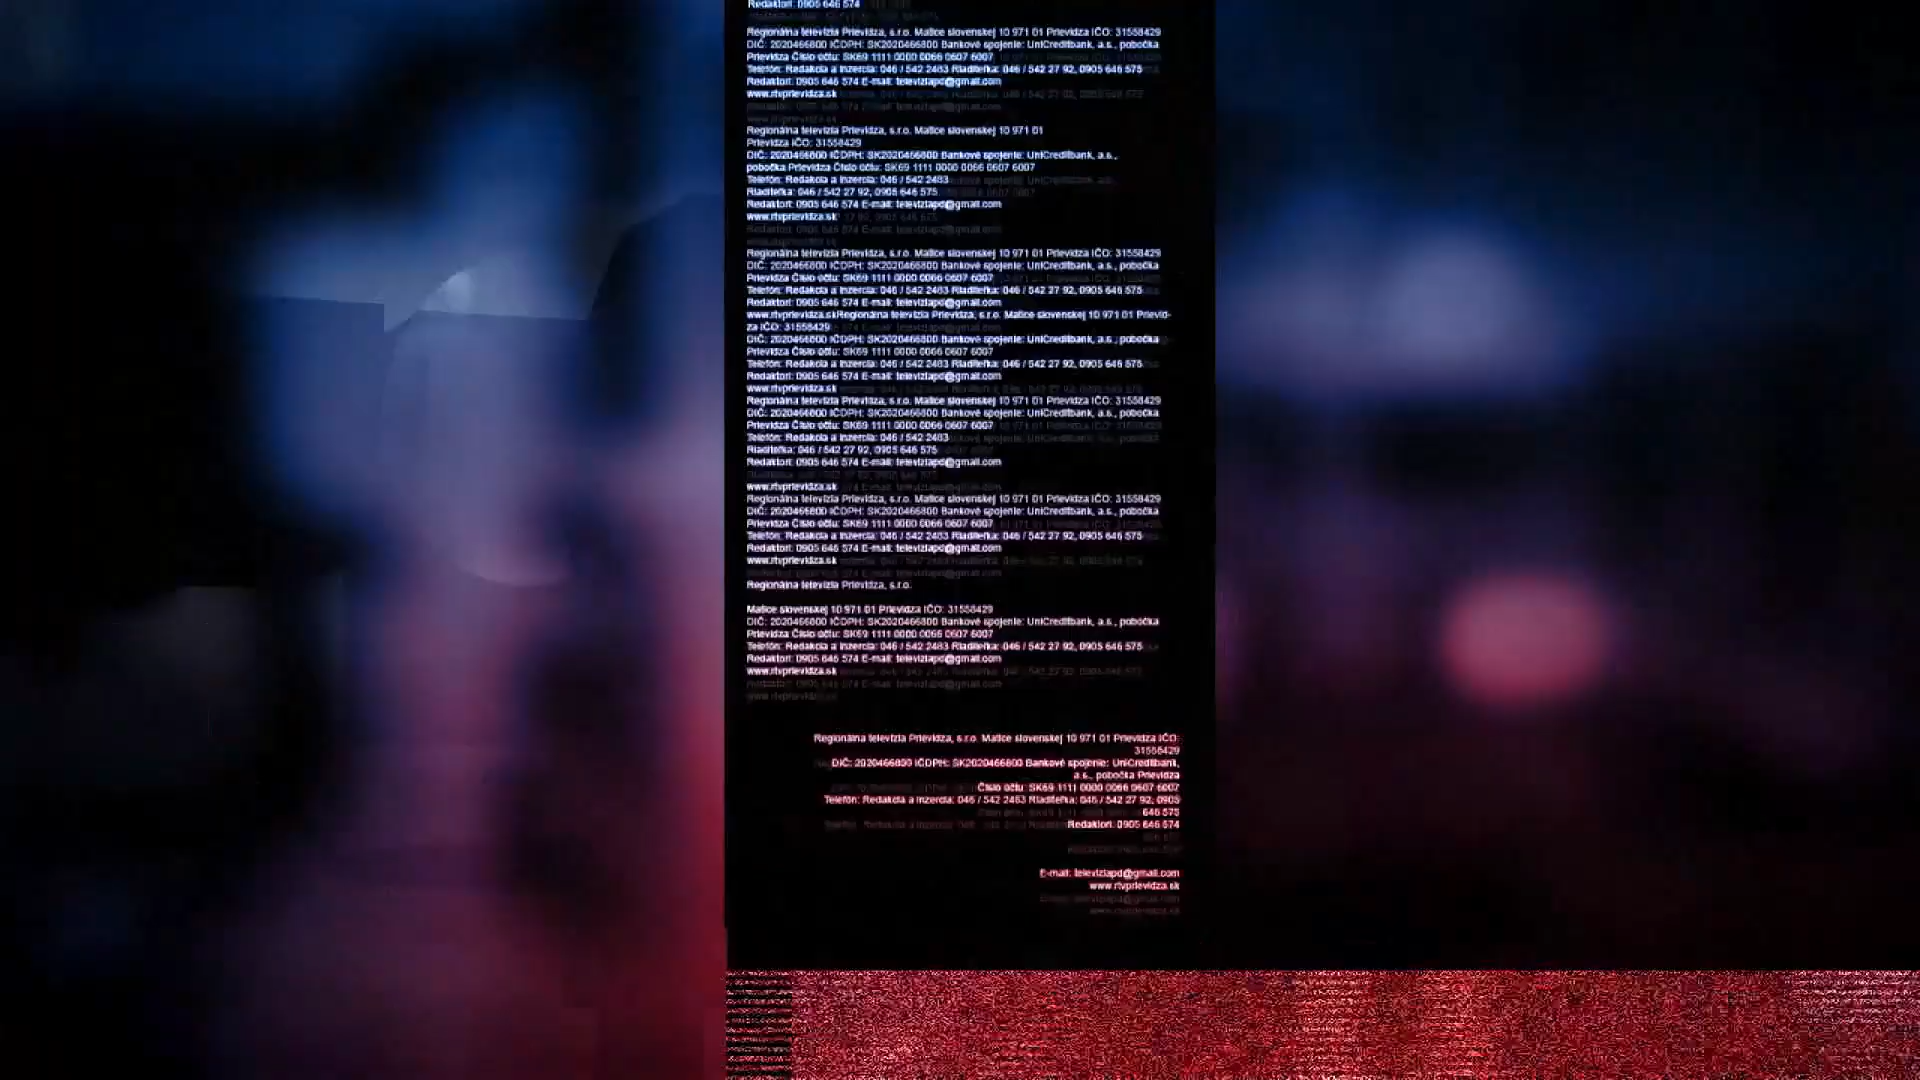 Redaktori: 0905 646 574
Regionálna televízia Prievidza, s.r.o. Matice slovenskej 10 971 01 Prievidza IČO: 31558429
DIČ: 2020466800 IČDPH: SK2020466800 Bankové spojenie: UniCreditbank, a.s., pobočka
Prievidza Číslo účtu: SK69 1111 0000 0066 0607 6007
Telefón: Redakcia a inzercia: 046 / 542 2483 Riaditeľka: 046 / 542 27 92, 0905 646 575
Redaktori: 0905 646 574 E-mail: televiziapd@gmail.com
www.rtvprievidza.sk
Regionálna televízia Prievidza, s.r.o. Matice slovenskej 10 971 01
Prievidza IČO: 31558429
DIČ: 2020466800 IČDPH: SK2020466800 Bankové spojenie: UniCreditbank, a.s.,
pobočka Prievidza Číslo účtu: SK69 1111 0000 0066 0607 6007
Telefón: Redakcia a inzercia: 046 / 542 2483
Riaditeľka: 046 / 542 27 92, 0905 646 575
Redaktori: 0905 646 574 E-mail: televiziapd@gmail.com
www.rtvprievidza.sk
Regionálna televízia Prievidza, s.r.o. Matice slovenskej 10 971 01 Prievidza IČO: 31558429
DIČ: 2020466800 IČDPH: SK2020466800 Bankové spojenie: UniCreditbank, a.s., pobočka
Prievidza Číslo účtu: SK69 1111 0000 0066 0607 6007
Telefón: Redakcia a inzercia: 046 / 542 2483 Riaditeľka: 046 / 542 27 92, 0905 646 575
Redaktori: 0905 646 574 E-mail: televiziapd@gmail.com
www.rtvprievidza.skRegionálna televízia Prievidza, s.r.o. Matice slovenskej 10 971 01 Prievid-
za IČO: 31558429
DIČ: 2020466800 IČDPH: SK2020466800 Bankové spojenie: UniCreditbank, a.s., pobočka
Prievidza Číslo účtu: SK69 1111 0000 0066 0607 6007
Telefón: Redakcia a inzercia: 046 / 542 2483 Riaditeľka: 046 / 542 27 92, 0905 646 575
Redaktori: 0905 646 574 E-mail: televiziapd@gmail.com
www.rtvprievidza.sk
Regionálna televízia Prievidza, s.r.o. Matice slovenskej 10 971 01 Prievidza IČO: 31558429
DIČ: 2020466800 IČDPH: SK2020466800 Bankové spojenie: UniCreditbank, a.s., pobočka
Prievidza Číslo účtu: SK69 1111 0000 0066 0607 6007
Telefón: Redakcia a inzercia: 046 / 542 2483
Riaditeľka: 046 / 542 27 92, 0905 646 575
Redaktori: 0905 646 574 E-mail: televiziapd@gmail.com
www.rtvprievidza.sk
Regionálna televízia Prievidza, s.r.o. Matice slovenskej 10 971 01 Prievidza IČO: 31558429
DIČ: 2020466800 IČDPH: SK2020466800 Bankové spojenie: UniCreditbank, a.s., pobočka
Prievidza Číslo účtu: SK69 1111 0000 0066 0607 6007
Telefón: Redakcia a inzercia: 046 / 542 2483 Riaditeľka: 046 / 542 27 92, 0905 646 575
Redaktori: 0905 646 574 E-mail: televiziapd@gmail.com
www.rtvprievidza.sk
Regionálna televízia Prievidza, s.r.o.
Matice slovenskej 10 971 01 Prievidza IČO: 31558429
DIČ: 2020466800 IČDPH: SK2020466800 Bankové spojenie: UniCreditbank, a.s., pobočka
Prievidza Číslo účtu: SK69 1111 0000 0066 0607 6007
Telefón: Redakcia a inzercia: 046 / 542 2483 Riaditeľka: 046 / 542 27 92, 0905 646 575
Redaktori: 0905 646 574 E-mail: televiziapd@gmail.com
www.rtvprievidza.sk
Regionálna televízia Prievidza, s.r.o. Matice slovenskej 10 971 01 Prievidza IČO:
31558429
DIČ: 2020466800 IČDPH: SK2020466800 Bankové spojenie: UniCreditbank,
a.s., pobočka Prievidza
Číslo účtu: SK69 1111 0000 0066 0607 6007
Telefón: Redakcia a inzercia: 046 / 542 2483 Riaditeľka: 046 / 542 27 92, 0905
646 575
Redaktori: 0905 646 574
E-mail: televiziapd@gmail.com
www.rtvprievidza.sk